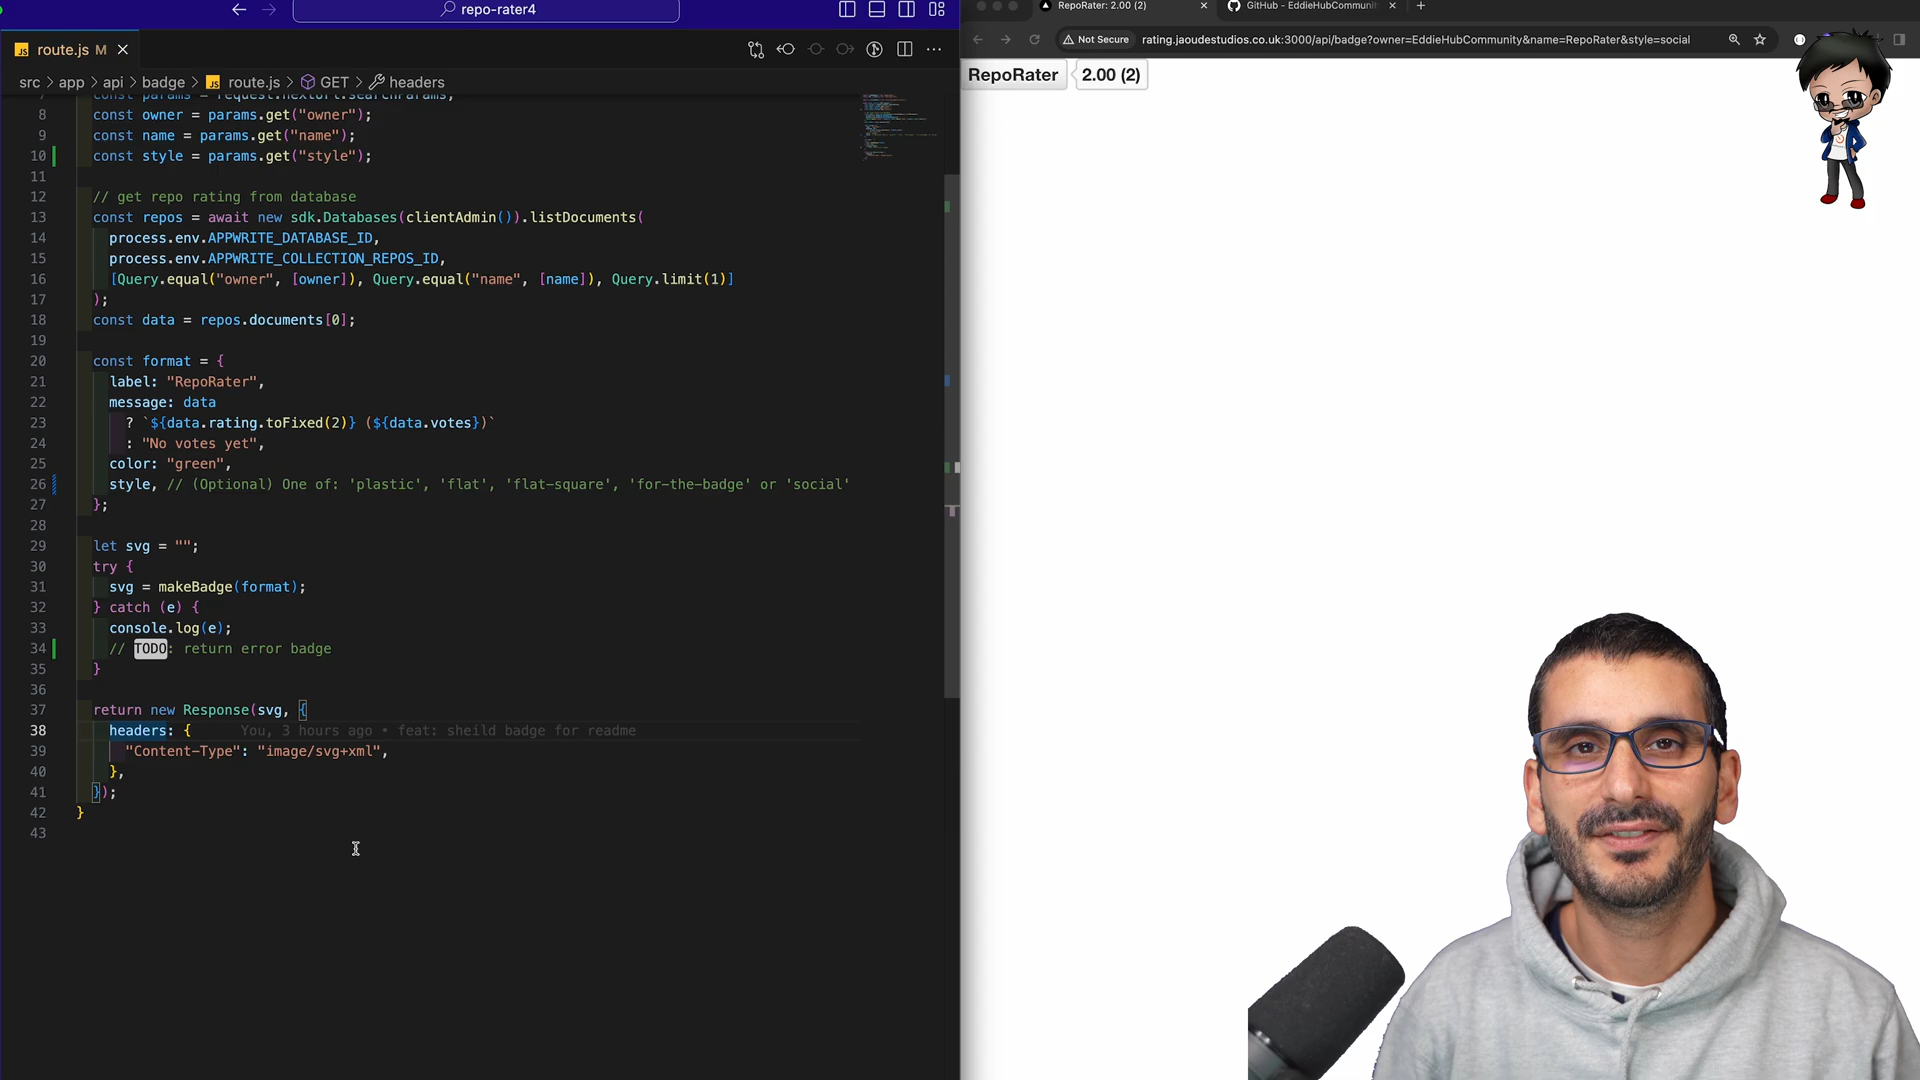 repo-rater4
JS route.js M
src > app > api > badge > JS route.js > GET > headers
const params = request.nextUrl.searchParams;
8 const owner = params.get("owner");
9 const name = params.get("name");
10 const style = params.get("style");
11
12 // get repo rating from database
13 const repos = await new sdk.Databases(clientAdmin()).listDocuments(
14 process.env.APPWRITE_DATABASE_ID,
15 process.env.APPWRITE_COLLECTION_REPOS_ID,
16 [Query.equal("owner", [owner]), Query.equal("name", [name]), Query.limit(1)]
17 );
18 const data = repos.documents[0];
19
20 const format = {
21 label: "RepoRater",
22 message: data
23 ? `${data.rating.toFixed(2)} (${data.votes})`
24 : "No votes yet",
25 color: "green",
26 style, // (Optional) One of: 'plastic', 'flat', 'flat-square', 'for-the-badge' or 'social'
27 };
28
29 let svg = "";
30 try {
31 svg = makeBadge(format);
32 } catch (e) {
33 console.log(e);
34 // TODO: return error badge
35 }
36
37 return new Response(svg, {
38 headers: { You, 3 hours ago • feat: sheild badge for readme
39 "Content-Type": "image/svg+xml",
40 },
41 });
42 }
43
RepoRater: 2.00 (2)
GitHub - EddieHubCommuni
Not Secure rating.jaoudestudios.co.uk:3000/api/badge?owner=EddieHubCommunity&name=RepoRater&style=social
RepoRater 2.00 (2)